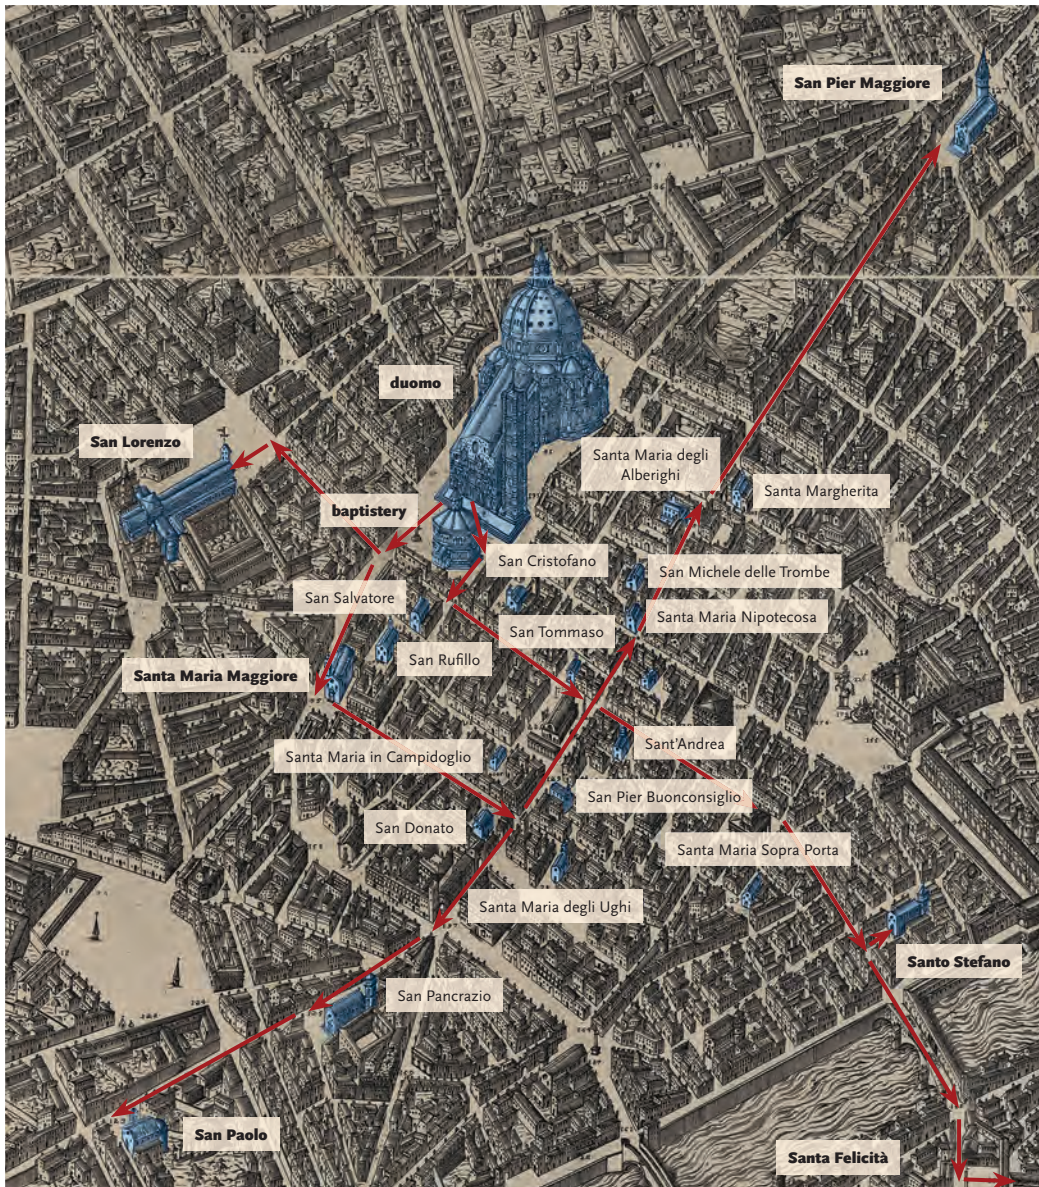 San Pier Maggiore
duomo
San Lorenzo
Santa Maria degli
Alberighi
Santa Margherita
baptistery
San Cristofano
San Michele delle Trombe
San Salvatore
Santa Maria Nipotecosa
San Tommaso
San Rufillo
Santa Maria Maggiore
Sant'Andrea
Santa Maria in Campidoglio
San Pier Buonconsiglio
San Donato
Santa Maria Sopra Porta
Santa Maria degli Ughi
Santo Stefano
San Pancrazio
San Paolo
Santa Felicità